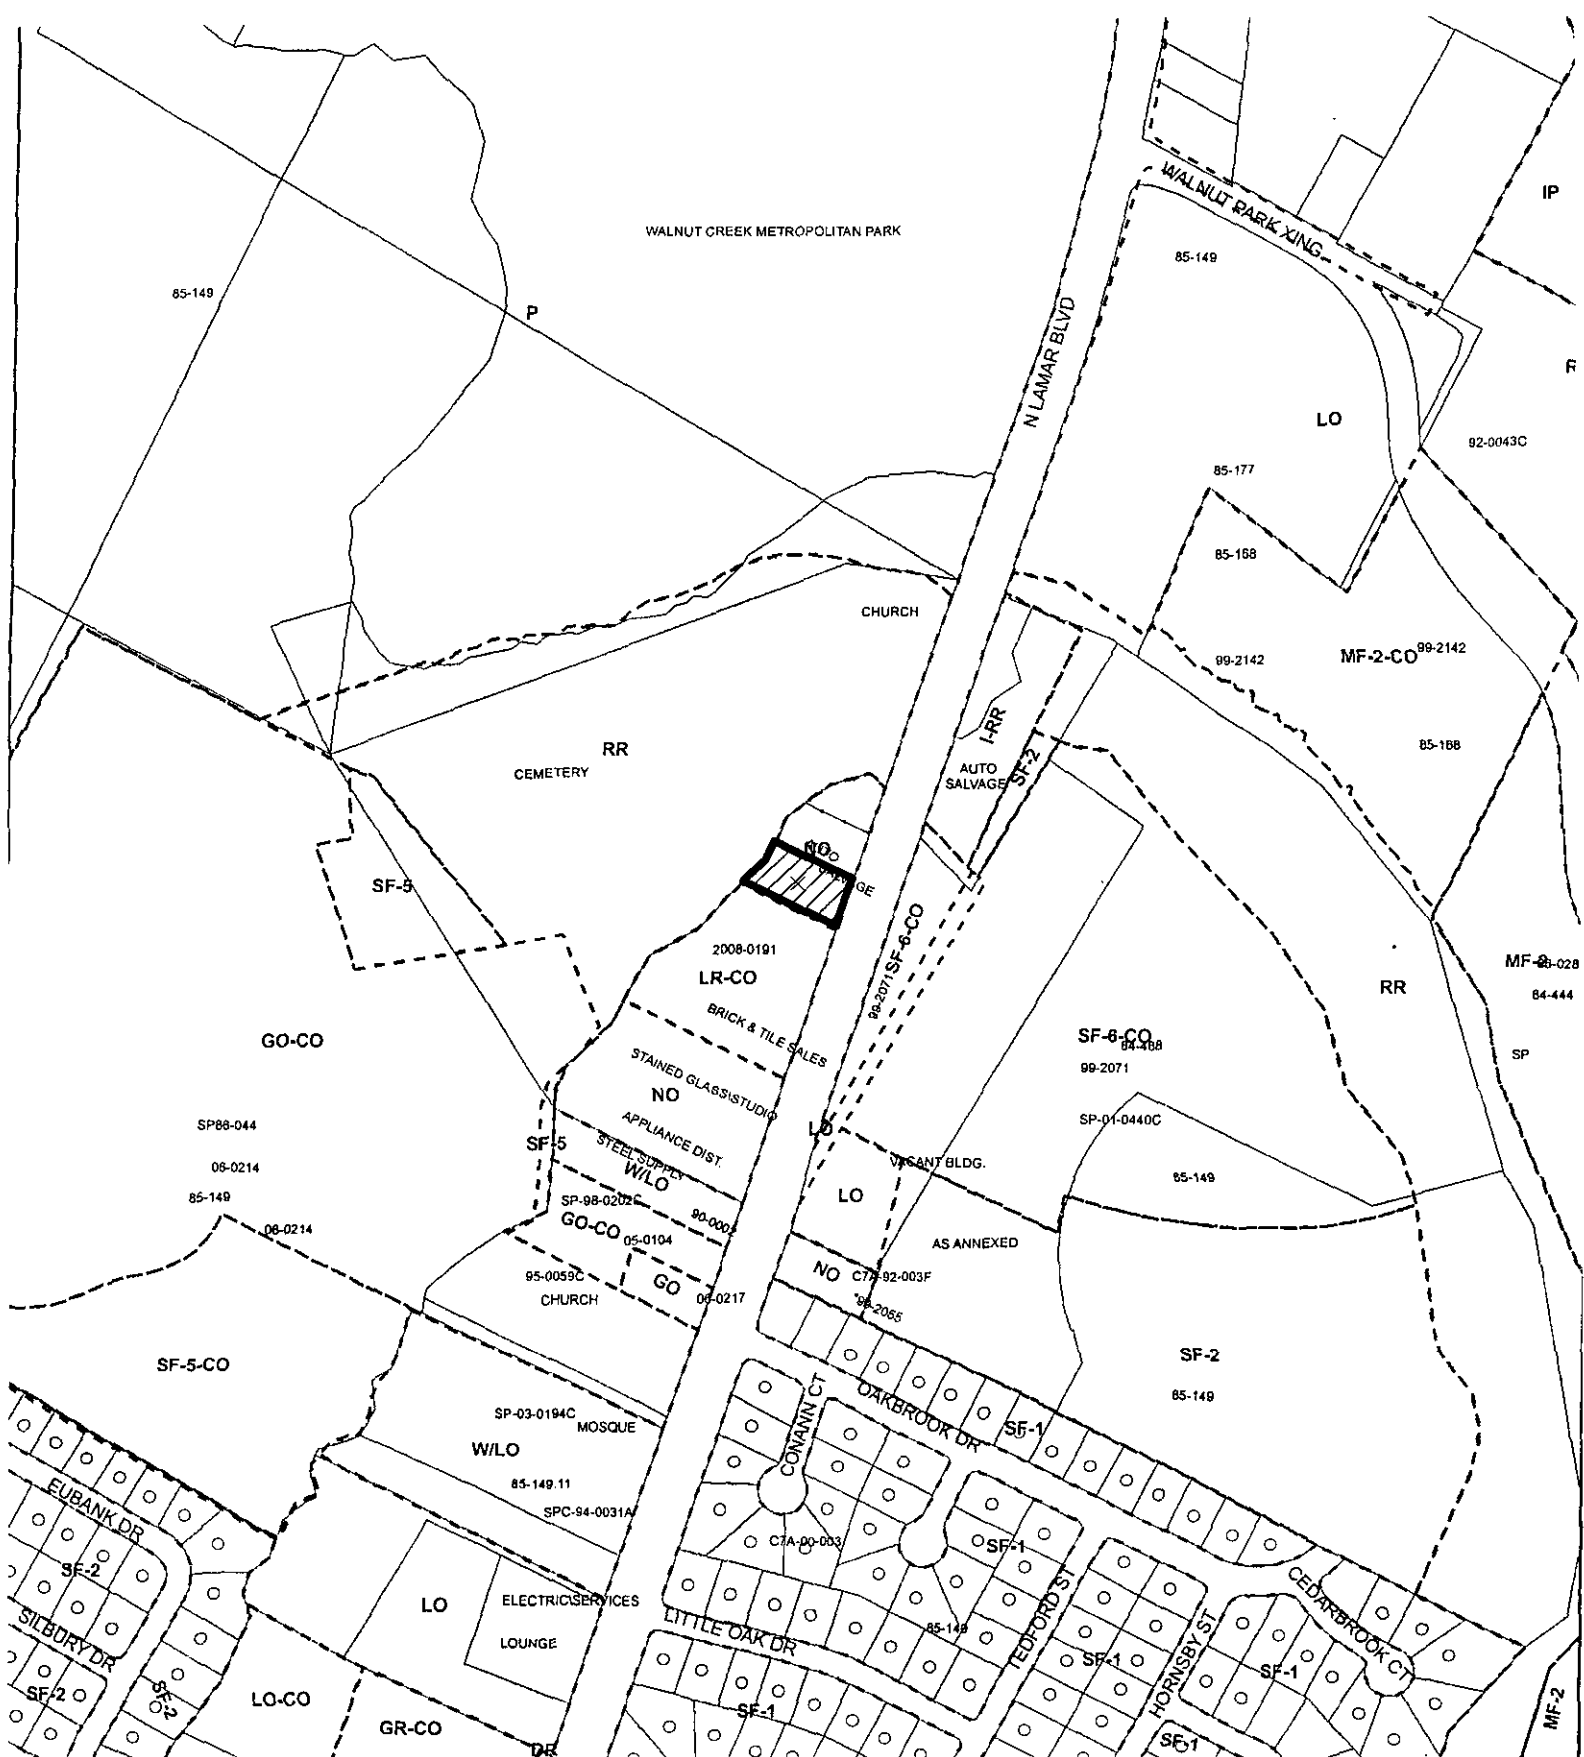 WALNUT PARK XING
IP
WALNUT CREEK METROPOLITAN PARK
85-149
85-149
P
N LAMAR BLVD
R
LO
92-0043C
85-177
85-168
CHURCH
99-2142
MF-2-CO
99-2142
I-RR
85-168
RR
CEMETERY
AUTO
SALVAGE
SF-2
NO
SF-5
2008-0191
LR-CO
SF-6-CO
99-2071
RR
84-444
BRICK & TILE SALES
GO-CO
SF-6-CO
99-2071
SP
STAINED GLASS\STUDIO
NO
APPLIANCE DIST.
SP-01-0440C
SP86-044
LO
SF-5
STEEL SUPPLY
W/LO
VACANT BLDG.
06-0214
85-149
85-149
LO
SP-98-0202C
06-0214
GO-CO
05-0104
AS ANNEXED
95-0059C
CHURCH
GO
06-0217
NO
C7A-92-003F
SF-5-CO
SF-2
85-149
SP-03-0194C
MOSQUE
CONANN CT
OAKBROOK DR
SF-1
W/LO
85-149.11
SPC-94-0031A
EUBANK DR
SF-2
C7A-00-003
SF-1
LO
ELECTRIC\SERVICES
LOUNGE
TEDFORD ST
CEDARBROOK CT
LITTLE OAK DR
85-149
SILBURY DR
SF-1
HORNSBY ST
SF-1
SF-2
SF-2
LO-CO
GR-CO
SF-1
SF-1
MF-2
DR